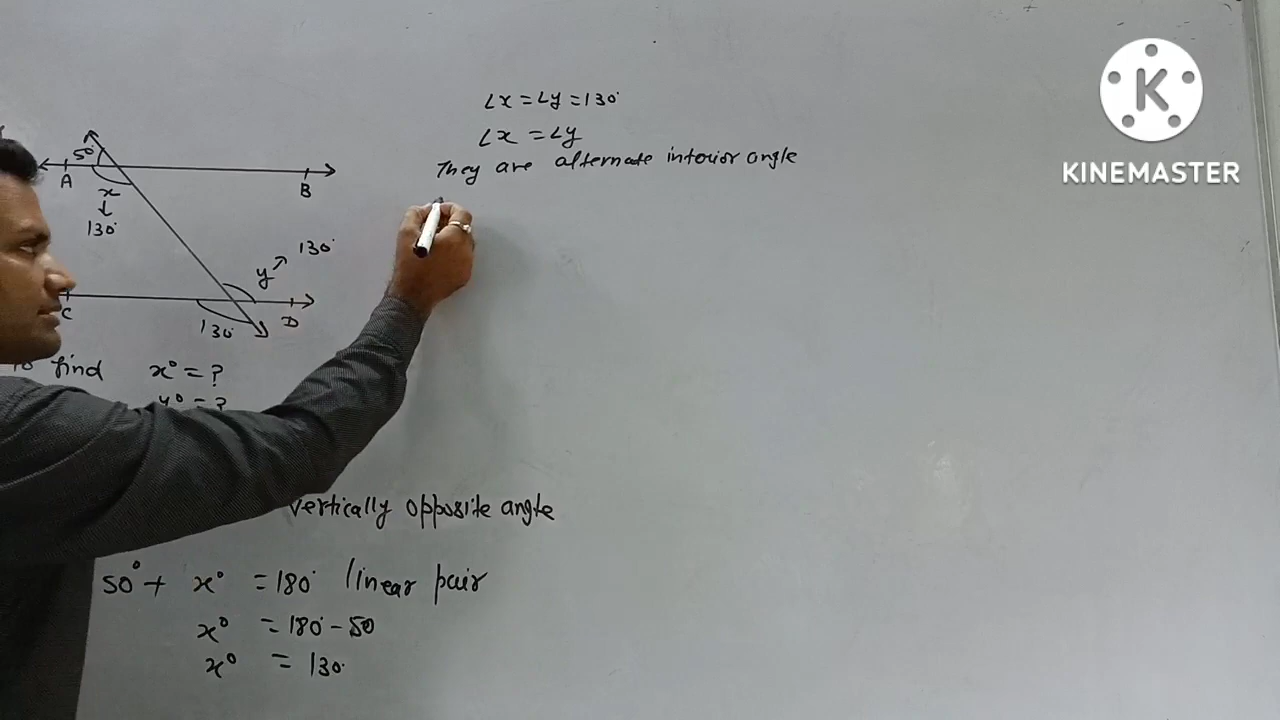 ∠x = ∠y = 130°
∠x = ∠y
They are alternate interior angle
50
A
B
x
↓
130°
130°
y
C
D
130°
To find x° = ?
y° = ?
vertically opposite angle
50° + x° = 180° linear pair
x° = 180 - 50
x° = 130°
K
KINEMASTER